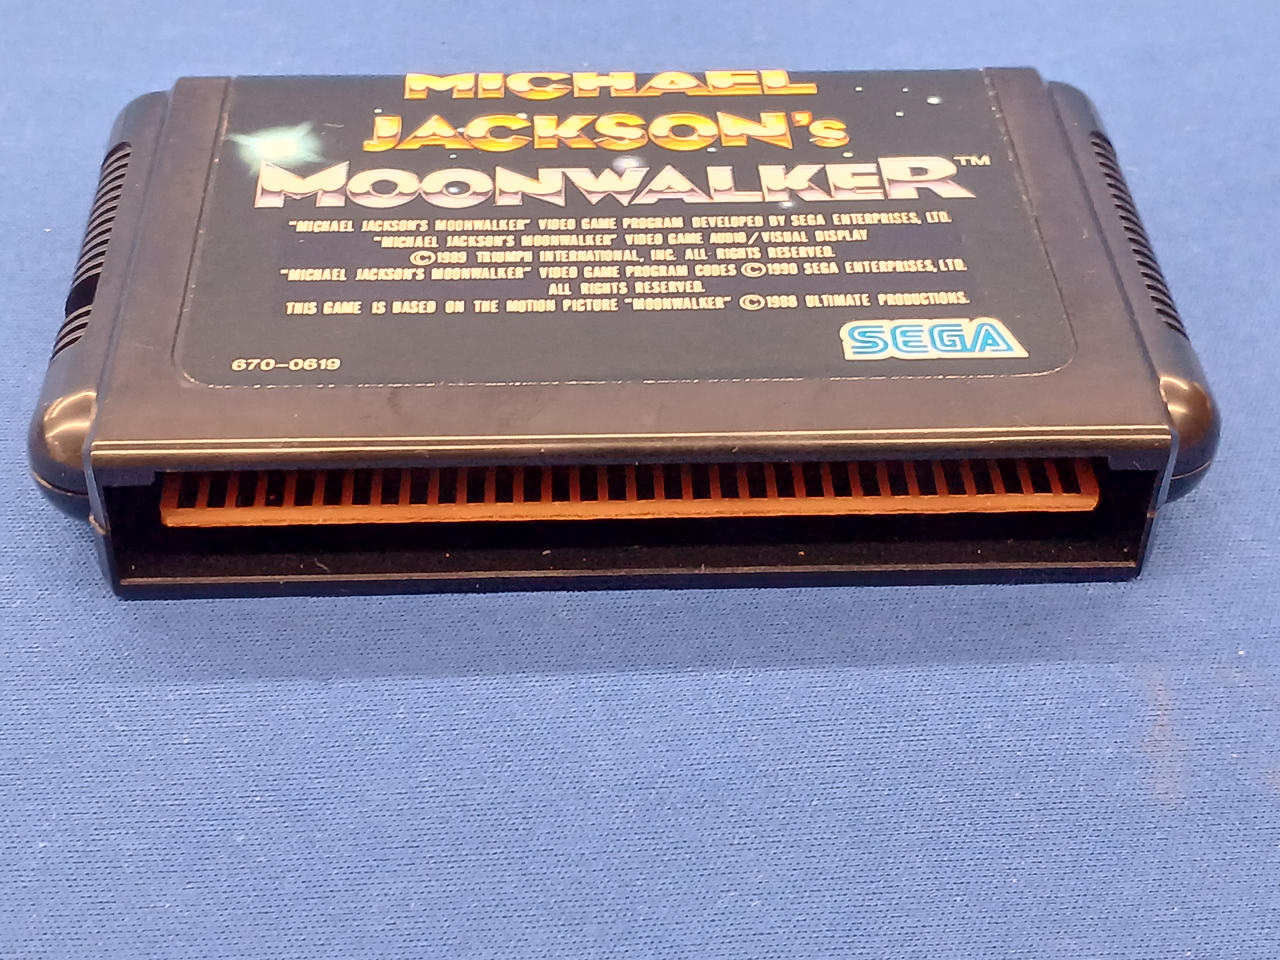 MICHAEL
JACKSON's
MOONWALKER™
"MICHAEL JACKSON'S MOONWALKER" VIDEO GAME PROGRAM DEVELOPED BY SEGA ENTERPRISES, LTD.
"MICHAEL JACKSON'S MOONWALKER" VIDEO GAME AUDIO/VISUAL DISPLAY
©1989 TRIUMPH INTERNATIONAL, INC. ALL RIGHTS RESERVED.
"MICHAEL JACKSON'S MOONWALKER" VIDEO GAME PROGRAM CODES ©1990 SEGA ENTERPRISES, LTD.
ALL RIGHTS RESERVED.
THIS GAME IS BASED ON THE MOTION PICTURE "MOONWALKER" ©1988 ULTIMATE PRODUCTIONS.
SEGA
670-0619